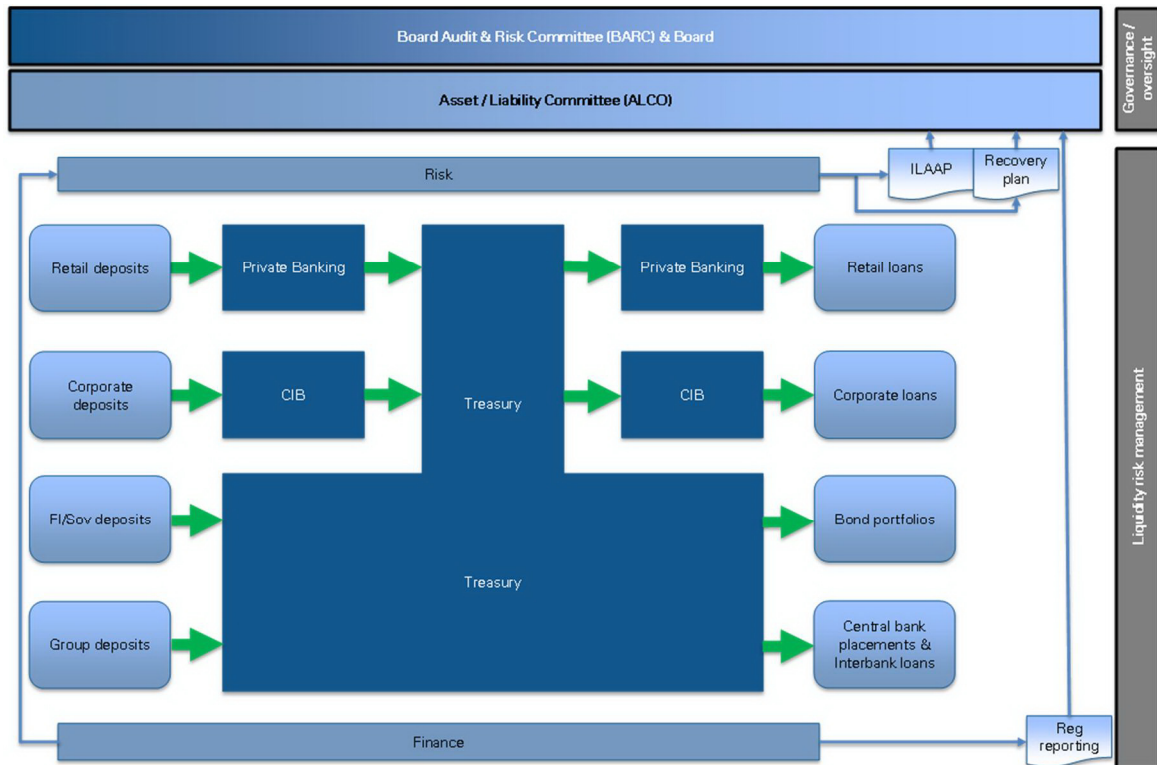 Board Audit & Risk Committee (BARC) & Board
Asset / Liability Committee (ALCO)
Governance /
oversight
Risk
ILAAP
Recovery
plan
Retail deposits
Private Banking
Private Banking
Retail loans
Corporate
deposits
CIB
Treasury
CIB
Corporate loans
FI/Sov deposits
Bond portfolios
Treasury
Group deposits
Central bank
placements &
Interbank loans
Liquidity risk management
Finance
Reg
reporting